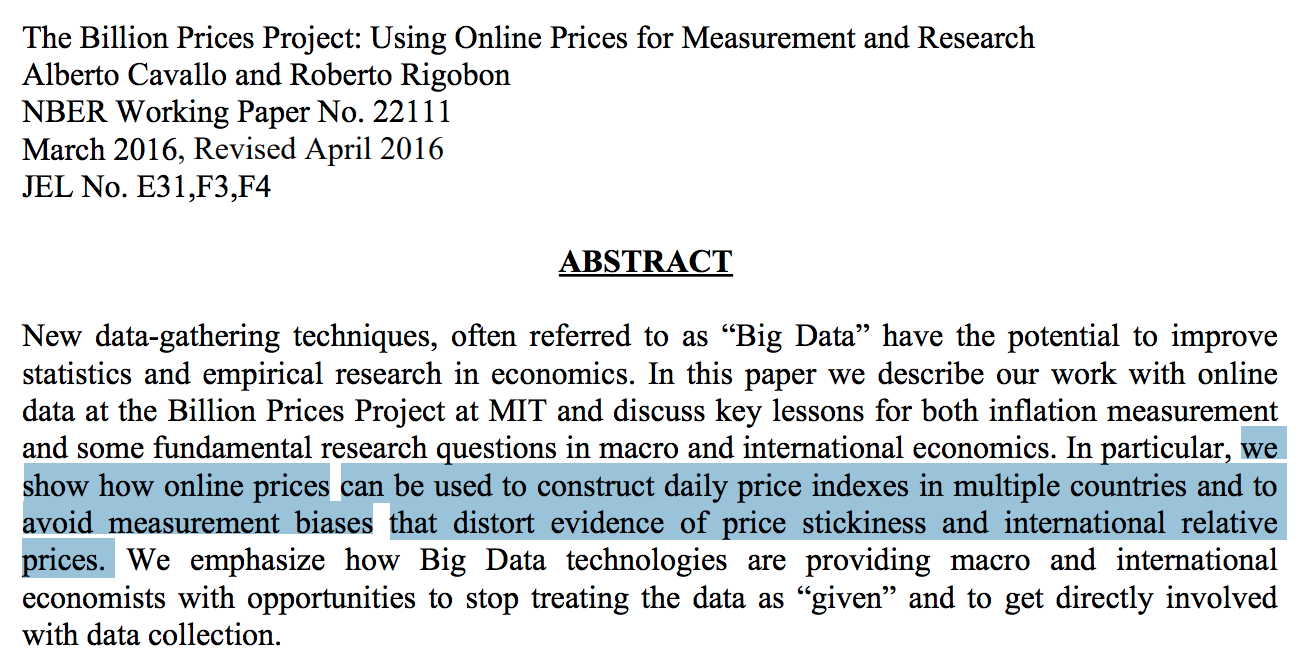 The Billion Prices Project: Using Online Prices for Measurement and Research
Alberto Cavallo and Roberto Rigobon
NBER Working Paper No. 22111
March 2016, Revised April 2016
JEL No. E31,F3,F4
ABSTRACT
New data-gathering techniques, often referred to as “Big Data” have the potential to improve
statistics and empirical research in economics. In this paper we describe our work with online
data at the Billion Prices Project at MIT and discuss key lessons for both inflation measurement
and some fundamental research questions in macro and international economics. In particular, we
show how online prices can be used to construct daily price indexes in multiple countries and to
avoid measurement biases that distort evidence of price stickiness and international relative
prices. We emphasize how Big Data technologies are providing macro and international
economists with opportunities to stop treating the data as “given” and to get directly involved
with data collection.